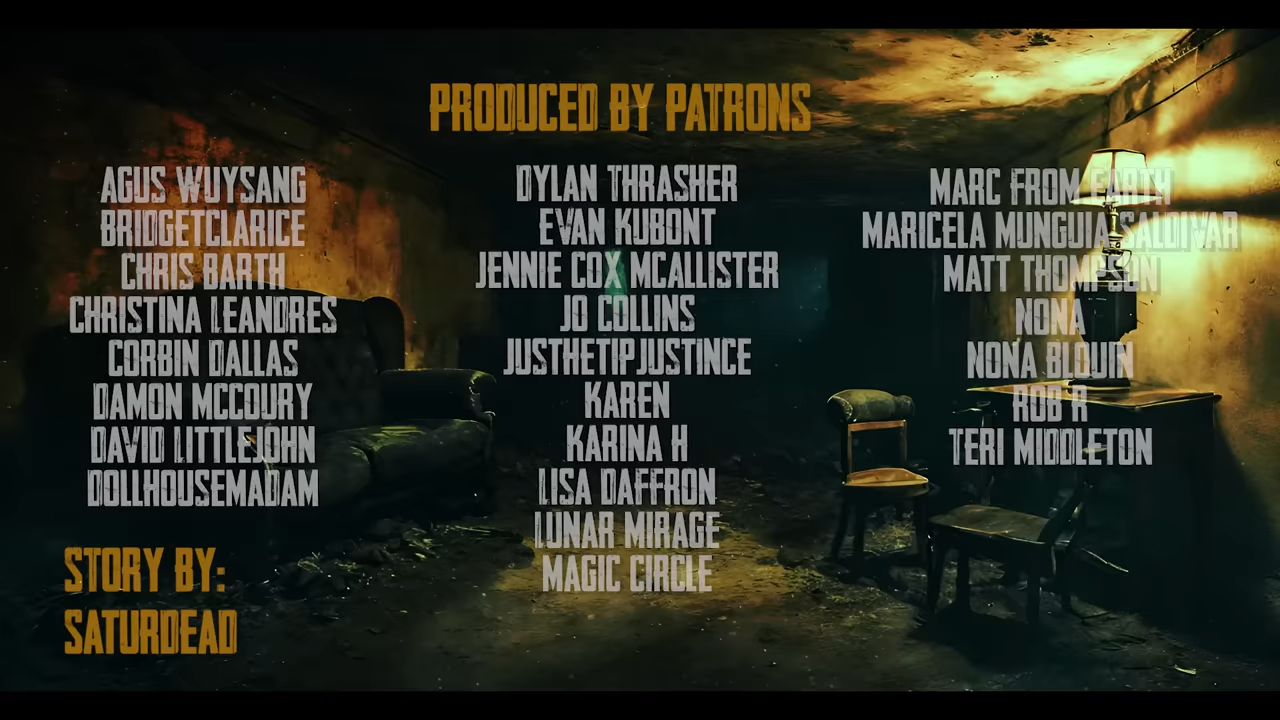 PRODUCED BY PATRONS
AGUS WUYSANG
BRIDGETCLARICE
CHRIS BARTH
CHRISTINA LEANDRES
CORBIN DALLAS
DAMON MCCOURY
DAVID LITTLEJOHN
DOLLHOUSEMADAM
DYLAN THRASHER
EVAN KUBONT
JENNIE COX MCALLISTER
JO COLLINS
JUSTHETIPJUSTINCE
KAREN
KARINA H
LISA DAFFRON
LUNAR MIRAGE
MAGIC CIRCLE
MARC FROM EARTH
MARICELA MUNGUIA SALDIVAR
MATT THOMPSON
NONA
NONA BLOUIN
ROB R
TERI MIDDLETON
STORY BY:
SATURDEAD